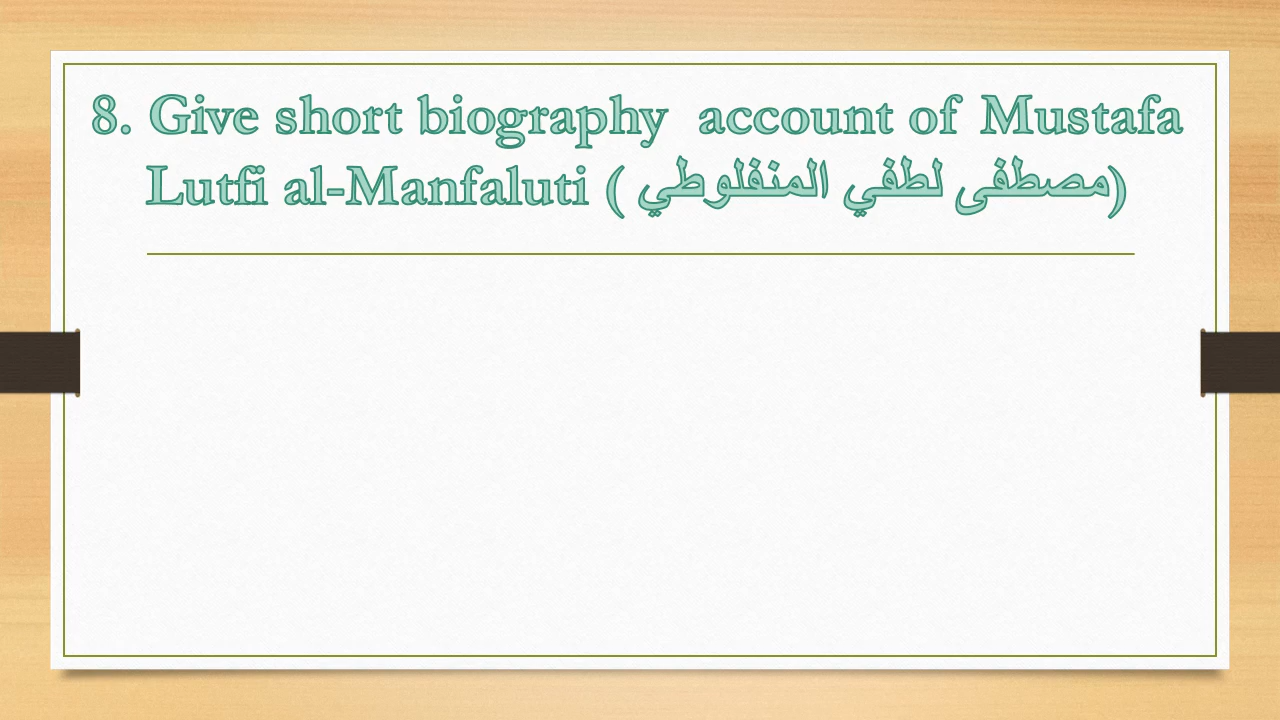 8. Give short biography  account of Mustafa
Lutfi al-Manfaluti ( مصطفى لطفي المنفلوطي)